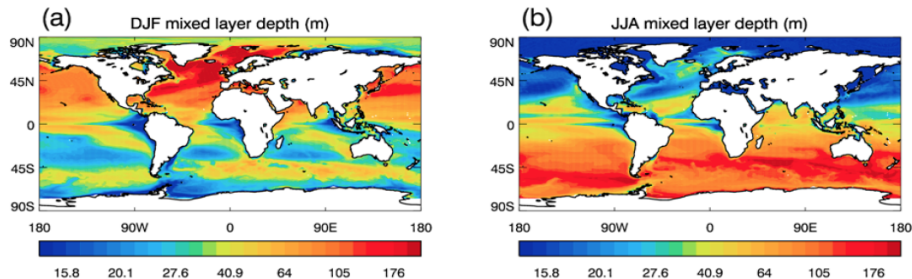 (a) DJF mixed layer depth (m)
90N
45N
0
45S
90S
180 90W 0 90E 180
15.8 20.1 27.6 40.9 64 105 176
(b) JJA mixed layer depth (m)
90N
45N
0
45S
90S
180 90W 0 90E 180
15.8 20.1 27.6 40.9 64 105 176